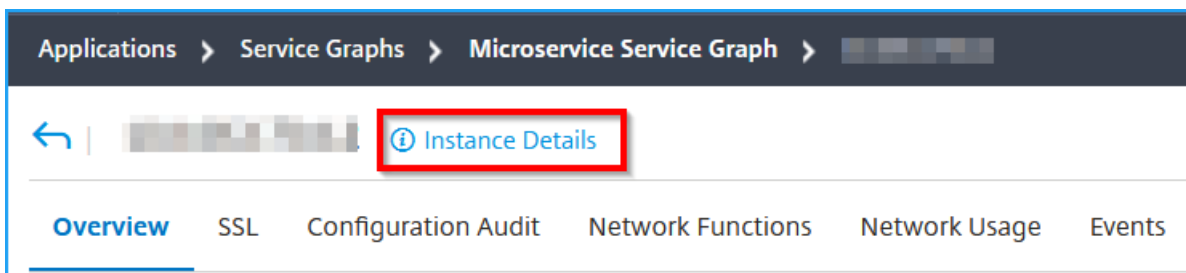 Applications > Service Graphs > Microservice Service Graph >
Instance Details
Overview SSL Configuration Audit Network Functions Network Usage Events